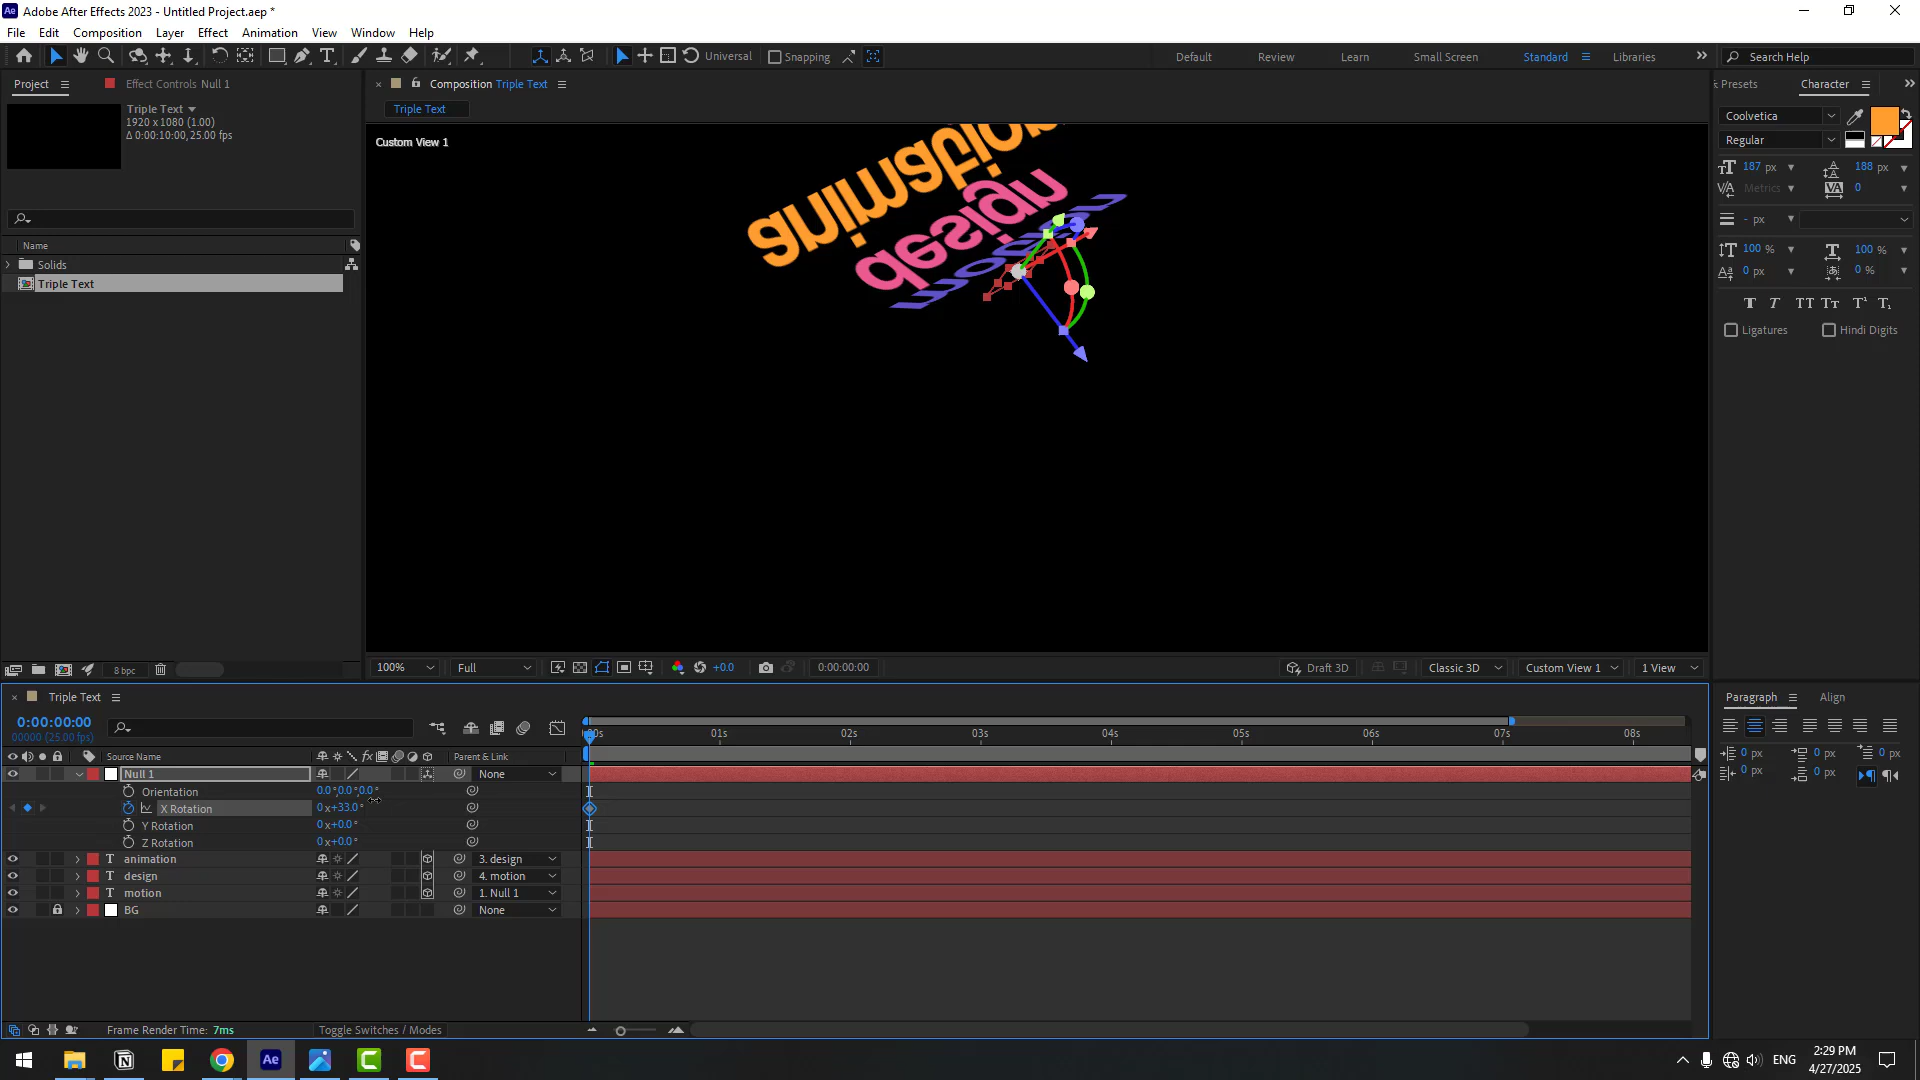 Adobe After Effects 2023 - Untitled Project.aep *
File Edit Composition Layer Effect Animation View Window Help
Universal Snapping Default Review Learn Small Screen Standard Libraries Search Help
Project Effect Controls Null 1
Composition Triple Text
Presets Character
Triple Text
1920 x 1080 (1.00)
Δ 0:00:10:00, 25.00 fps
Triple Text
Custom View 1
animation
design
motion
Coolvetica
Regular
187 px 188 px
Metrics 0
- px
100 % 100 %
0 px 0 %
Ligatures Hindi Digits
Name
Solids
Triple Text
8 bpc
100% Full +0.0 0:00:00:00 Draft 3D Classic 3D Custom View 1 1 View
Triple Text
0:00:00:00
00000 (25.00 fps)
:00s 01s 02s 03s 04s 05s 06s 07s 08s
Source Name fx Parent & Link
Null 1 None
Orientation 0.0°,0.0°,0.0°
X Rotation 0x+33.0°
Y Rotation 0x+0.0°
Z Rotation 0x+0.0°
T animation 3. design
T design 4. motion
T motion 1. Null 1
BG None
Frame Render Time: 7ms Toggle Switches / Modes
Paragraph Align
0 px 0 px 0 px
0 px 0 px
ENG
2:29 PM
4/27/2025